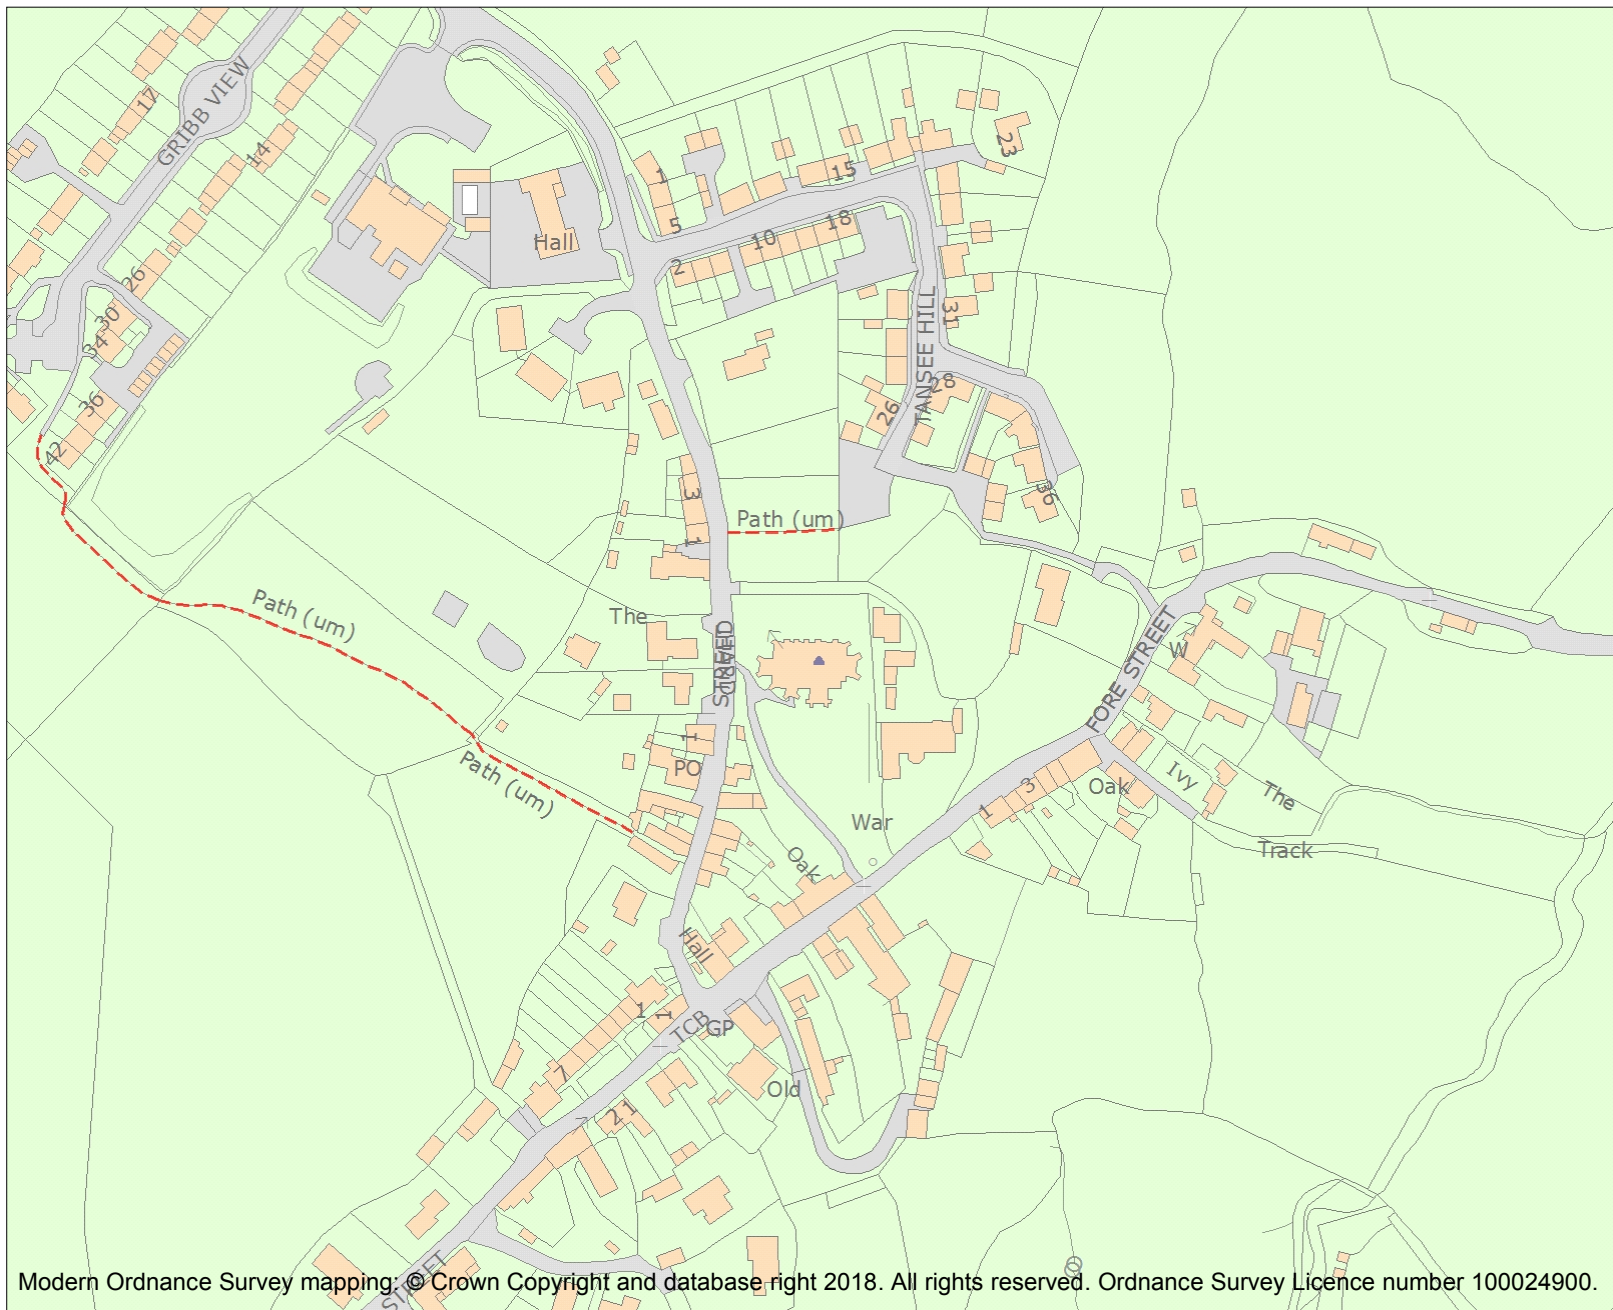 GRIBB VIEW
17
14
23
1
15
5
18
10
2
Hall
26
30
34
31
TANSEE HILL
28
26
36
42
3
36
1
Path (um)
Path (um)
The
STREET
FORE STREET
W
1
PO
Path (um)
3
1
Oak
Ivy
The
War
Track
Oak
Hall
1
1
TCB
GP
7
Old
21
STREET
Modern Ordnance Survey mapping: © Crown Copyright and database right 2018. All rights reserved. Ordnance Survey Licence number 100024900.